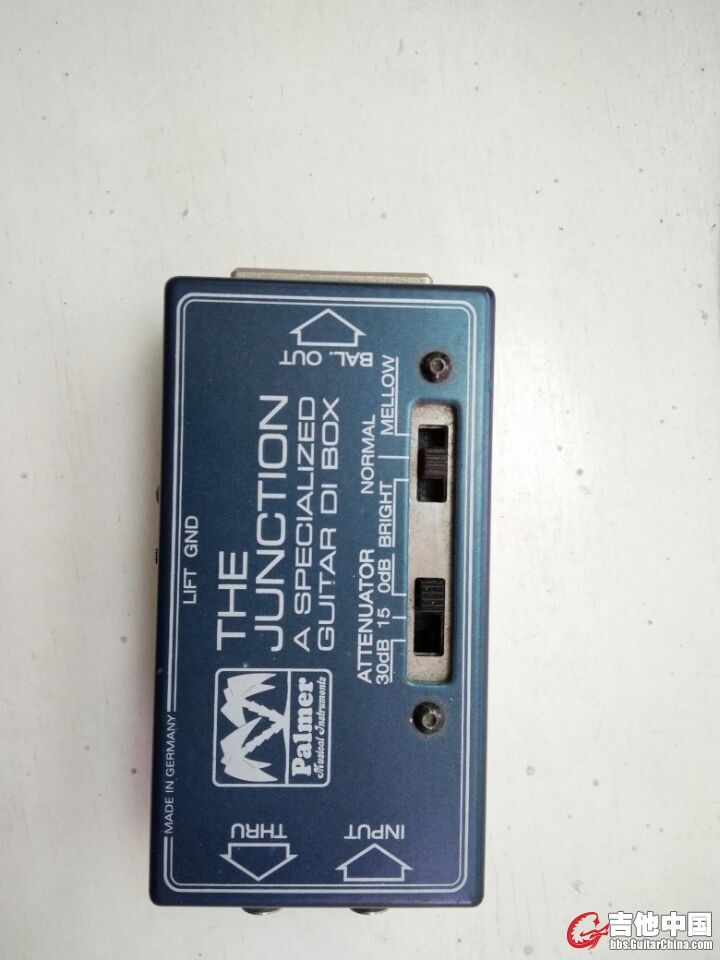 MADE IN GERMANY
LIFT GND
THE
JUNCTION
A SPECIALIZED
GUITAR DI BOX
Palmer
Musical Instruments
THRU
INPUT
BAL. OUT
ATTENUATOR
30dB 15 0dB
BRIGHT NORMAL MELLOW
吉他中国
bbs.GuitarChina.com